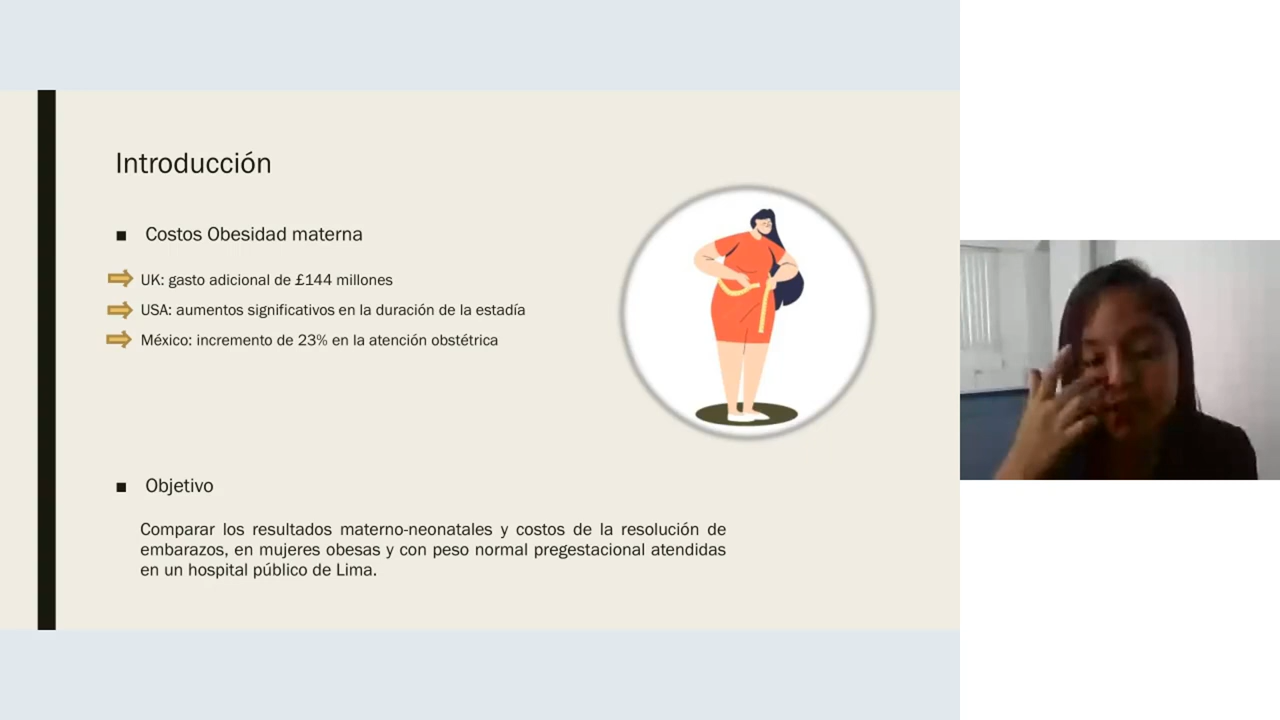 Introducción
■ Costos Obesidad materna
UK: gasto adicional de £144 millones
USA: aumentos significativos en la duración de la estadía
México: incremento de 23% en la atención obstétrica
■ Objetivo
Comparar los resultados materno-neonatales y costos de la resolución de
embarazos, en mujeres obesas y con peso normal pregestacional atendidas
en un hospital público de Lima.